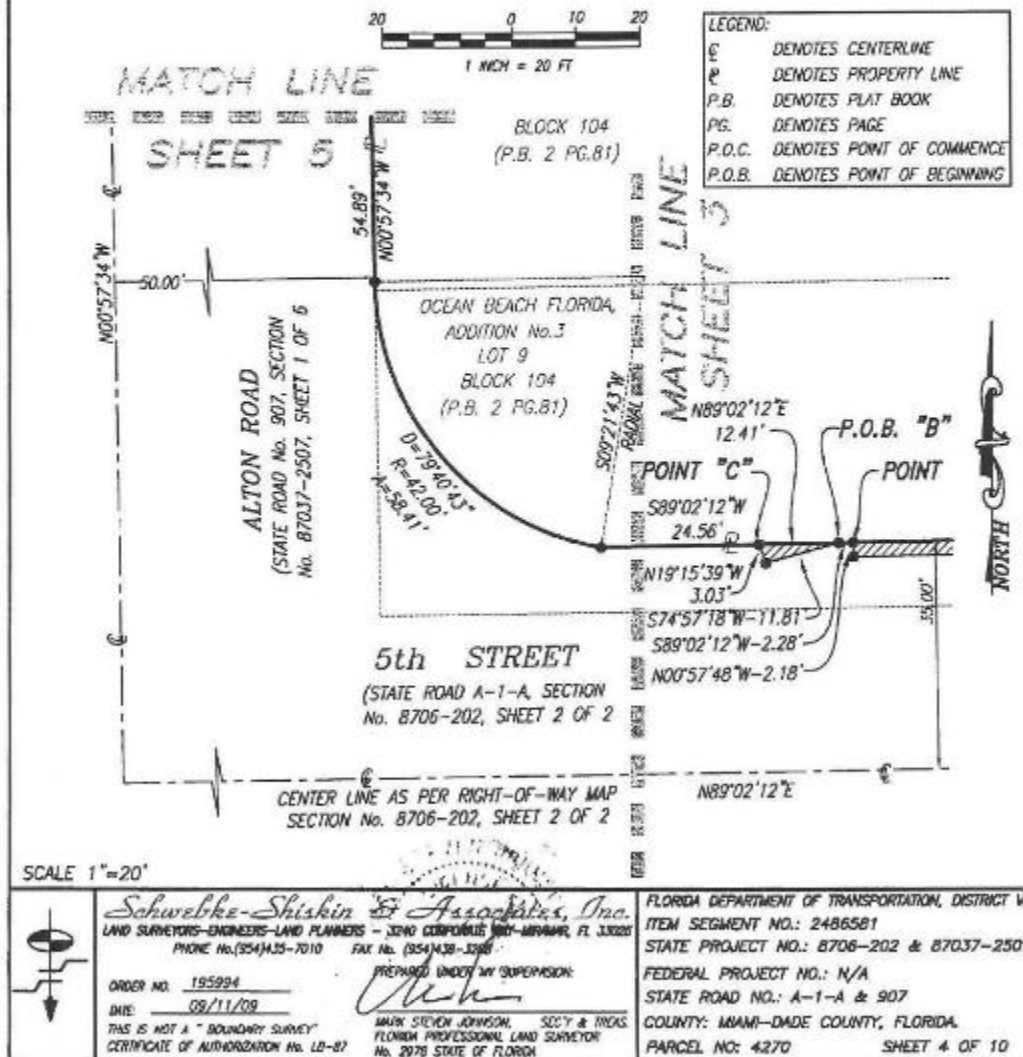 20 0 10 20
1 INCH = 20 FT
LEGEND:
℄ DENOTES CENTERLINE
DENOTES PROPERTY LINE
P.B. DENOTES PLAT BOOK
PG. DENOTES PAGE
P.O.C. DENOTES POINT OF COMMENCE
P.O.B. DENOTES POINT OF BEGINNING
MATCH LINE
SHEET 5
BLOCK 104
(P.B. 2 PG.81)
54.89'
N00°57'34"W
N00°57'34"W
50.00'
MATCH LINE
SHEET 3
OCEAN BEACH FLORIDA,
ADDITION No.3
LOT 9
BLOCK 104
(P.B. 2 PG.81)
ALTON ROAD
(STATE ROAD No. 907, SECTION
No. 87037-2507, SHEET 1 OF 6
D=79°40'43"
R=42.00'
A=58.41'
S09°21'43"W
RADIAL
N89°02'12"E
12.41'
P.O.B. "B"
POINT "C"
POINT
S89°02'12"W
24.56'
N19°15'39"W
3.03'
S74°57'18"W-11.81'
S89°02'12"W-2.28'
N00°57'48"W-2.18'
35.00'
NORTH
5th STREET
(STATE ROAD A-1-A, SECTION
No. 8706-202, SHEET 2 OF 2
N89°02'12"E
CENTER LINE AS PER RIGHT-OF-WAY MAP
SECTION No. 8706-202, SHEET 2 OF 2
SCALE 1"=20'
Schwebke-Shiskin & Associates, Inc.
LAND SURVEYORS-ENGINEERS-LAND PLANNERS - 3240 CORPORATE WAY-MIRAMAR, FL 33025
PHONE No.(954)435-7010 FAX No. (954)438-3288
ORDER NO. 195994
DATE: 09/11/09
THIS IS NOT A "BOUNDARY SURVEY"
CERTIFICATE OF AUTHORIZATION No. LB-87
PREPARED UNDER MY SUPERVISION:
MARK STEVEN JOHNSON, SEC'Y & TREAS.
FLORIDA PROFESSIONAL LAND SURVEYOR
No. 2978 STATE OF FLORIDA
FLORIDA DEPARTMENT OF TRANSPORTATION, DISTRICT V
ITEM SEGMENT NO.: 2486581
STATE PROJECT NO.: 8706-202 & 87037-250
FEDERAL PROJECT NO.: N/A
STATE ROAD NO.: A-1-A & 907
COUNTY: MIAMI-DADE COUNTY, FLORIDA.
PARCEL NO: 4270 SHEET 4 OF 10